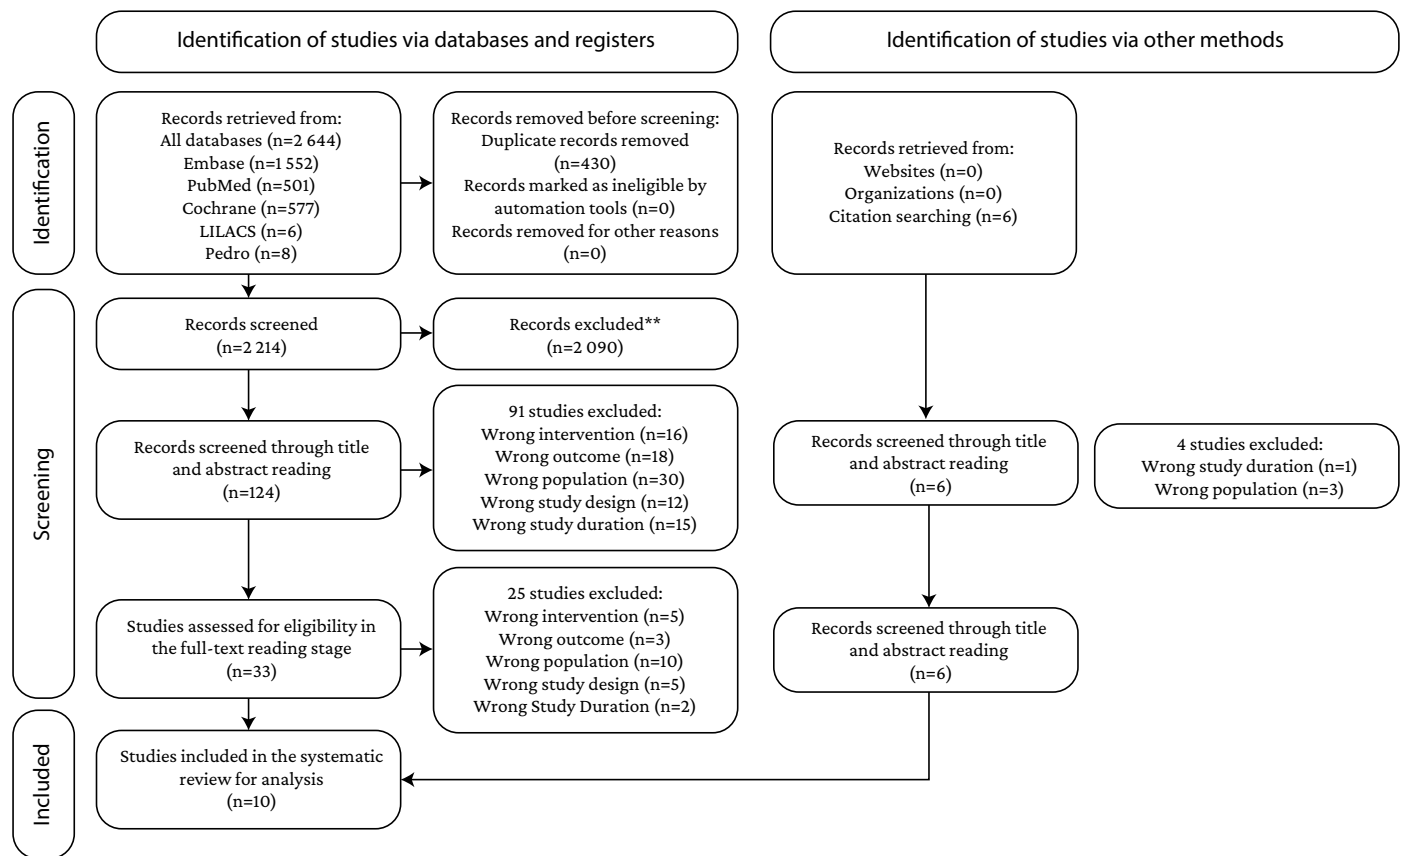 Identification of studies via databases and registers
Identification of studies via other methods
Identification
Records retrieved from:
All databases (n=2 644)
Embase (n=1 552)
PubMed (n=501)
Cochrane (n=577)
LILACS (n=6)
Pedro (n=8)
Records removed before screening:
Duplicate records removed
(n=430)
Records marked as ineligible by
automation tools (n=0)
Records removed for other reasons
(n=0)
Records retrieved from:
Websites (n=0)
Organizations (n=0)
Citation searching (n=6)
Screening
Records screened
(n=2 214)
Records excluded**
(n=2 090)
Records screened through title
and abstract reading
(n=124)
91 studies excluded:
Wrong intervention (n=16)
Wrong outcome (n=18)
Wrong population (n=30)
Wrong study design (n=12)
Wrong study duration (n=15)
Records screened through title
and abstract reading
(n=6)
4 studies excluded:
Wrong study duration (n=1)
Wrong population (n=3)
Studies assessed for eligibility in
the full-text reading stage
(n=33)
25 studies excluded:
Wrong intervention (n=5)
Wrong outcome (n=3)
Wrong population (n=10)
Wrong study design (n=5)
Wrong Study Duration (n=2)
Records screened through title
and abstract reading
(n=6)
Included
Studies included in the systematic
review for analysis
(n=10)